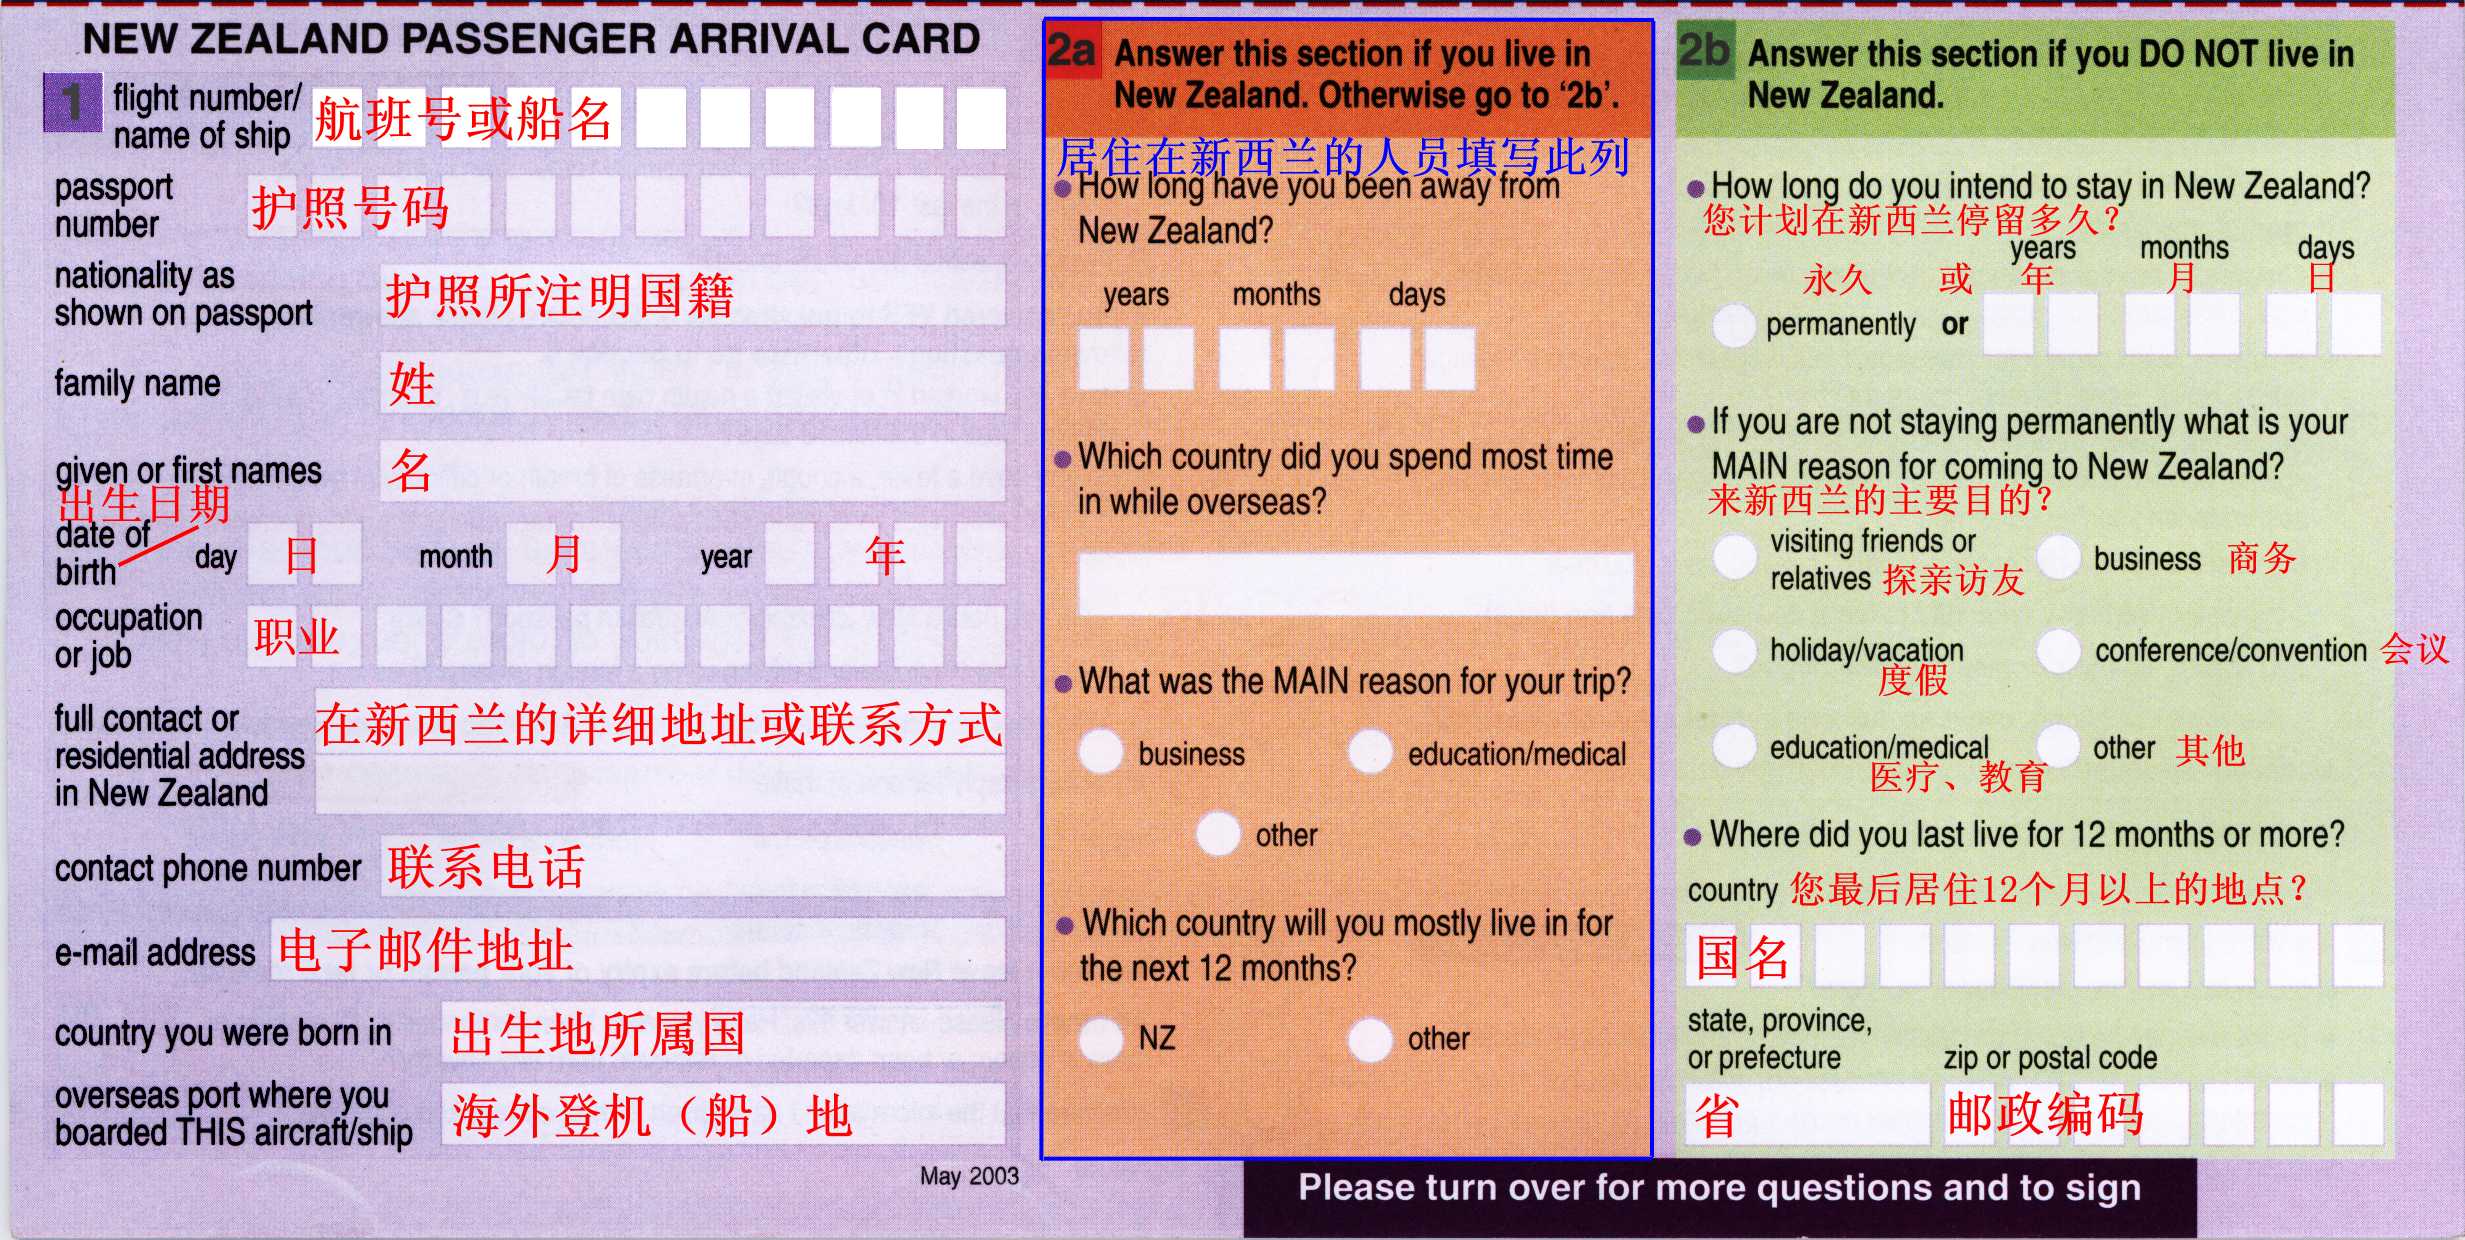 NEW ZEALAND PASSENGER ARRIVAL CARD
1
flight number/
name of ship
航班号或船名
passport
number
护照号码
nationality as
shown on passport
护照所注明国籍
family name
姓
given or first names
名
出生日期
date of
birth
day
日
month
月
year
年
occupation
or job
职业
full contact or
residential address
in New Zealand
在新西兰的详细地址或联系方式
contact phone number
联系电话
e-mail address
电子邮件地址
country you were born in
出生地所属国
overseas port where you
boarded THIS aircraft/ship
海外登机（船）地
May 2003
2a
Answer this section if you live in
New Zealand. Otherwise go to ‘2b’.
居住在新西兰的人员填写此列
How long have you been away from
New Zealand?
years months days
Which country did you spend most time
in while overseas?
What was the MAIN reason for your trip?
business education/medical
other
Which country will you mostly live in for
the next 12 months?
NZ other
2b
Answer this section if you DO NOT live in
New Zealand.
How long do you intend to stay in New Zealand?
您计划在新西兰停留多久?
years months days
永久 或 年 月 日
permanently or
If you are not staying permanently what is your
MAIN reason for coming to New Zealand?
来新西兰的主要目的?
visiting friends or
relatives 探亲访友
business 商务
holiday/vacation
度假
conference/convention 会议
education/medical
医疗、教育
other 其他
Where did you last live for 12 months or more?
country 您最后居住12个月以上的地点?
国名
state, province,
or prefecture
省
zip or postal code
邮政编码
Please turn over for more questions and to sign